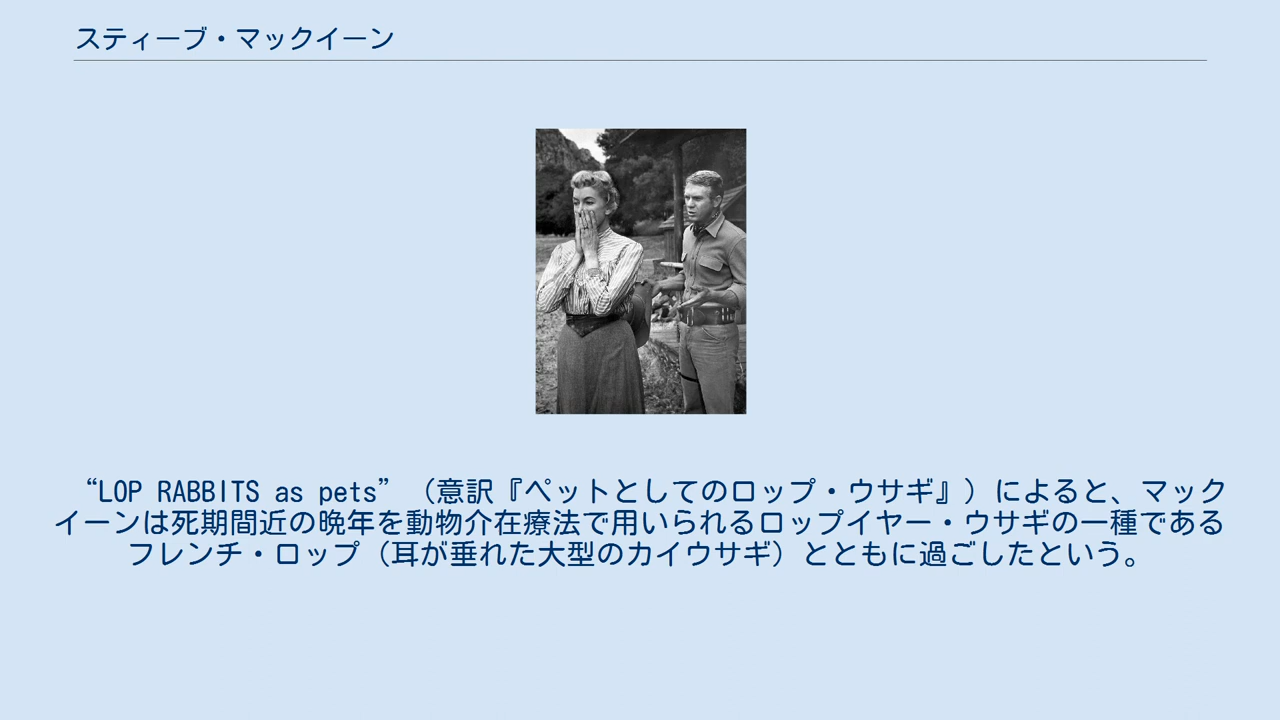 スティーブ・マックイーン
“LOP RABBITS as pets” (意訳『ペットとしてのロップ・ウサギ』) によると、マック
イーンは死期間近の晩年を動物介在療法で用いられるロップイヤー・ウサギの一種である
フレンチ・ロップ (耳が垂れた大型のカイウサギ) とともに過ごしたという。